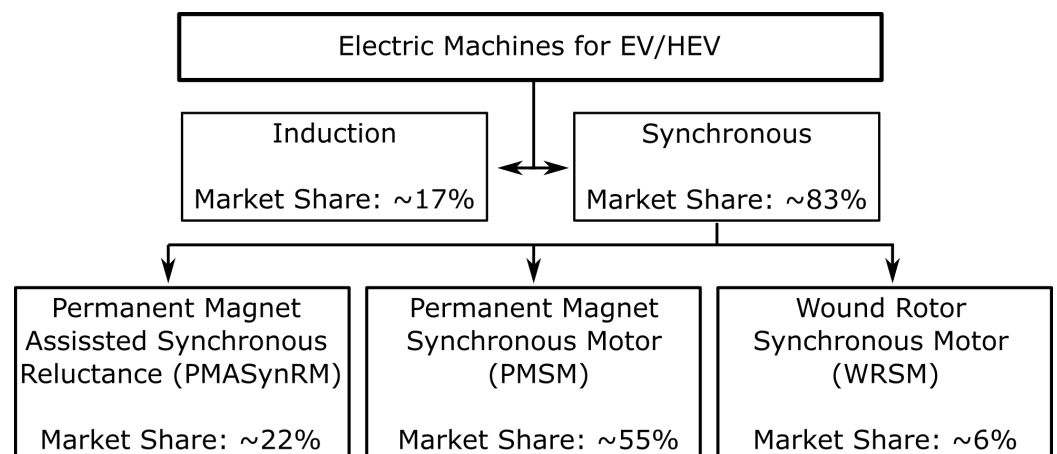 Electric Machines for EV/HEV
Induction
Market Share: ~17%
Synchronous
Market Share: ~83%
Permanent Magnet
Assissted Synchronous
Reluctance (PMASynRM)
Market Share: ~22%
Permanent Magnet
Synchronous Motor
(PMSM)
Market Share: ~55%
Wound Rotor
Synchronous Motor
(WRSM)
Market Share: ~6%